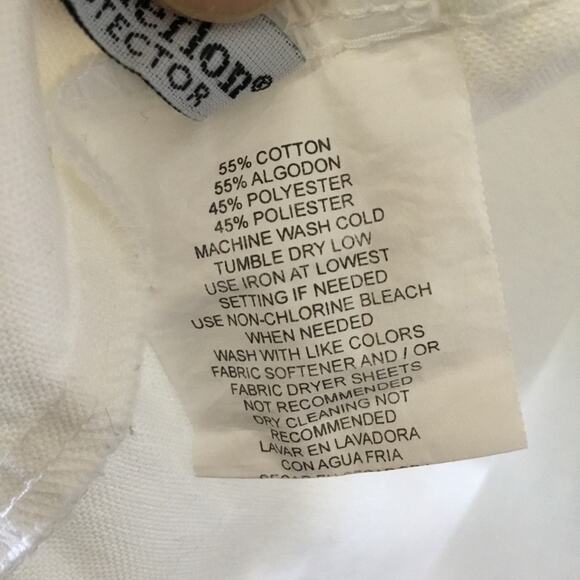 OTECTOR
55% COTTON
55% ALGODON
45% POLYESTER
45% POLIESTER
MACHINE WASH COLD
TUMBLE DRY LOW
USE IRON AT LOWEST
SETTING IF NEEDED
USE NON-CHLORINE BLEACH
WHEN NEEDED
WASH WITH LIKE COLORS
FABRIC SOFTENER AND / OR
FABRIC DRYER SHEETS
NOT RECOMMENDED
DRY CLEANING NOT
RECOMMENDED
LAVAR EN LAVADORA
CON AGUA FRIA